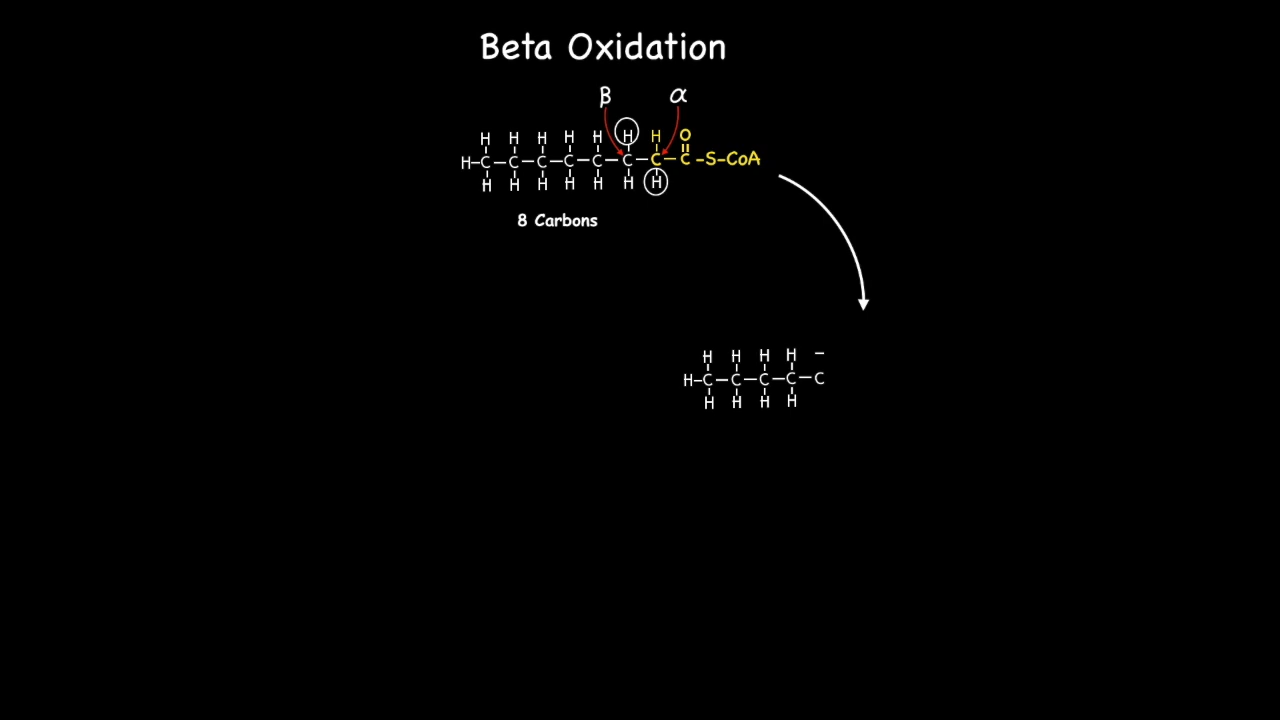 Beta Oxidation
β α
H H H H H H H O
H-C-C-C-C-C-C-C-C-S-CoA
H H H H H H H
8 Carbons
H H H H –
H-C-C-C-C-C
H H H H